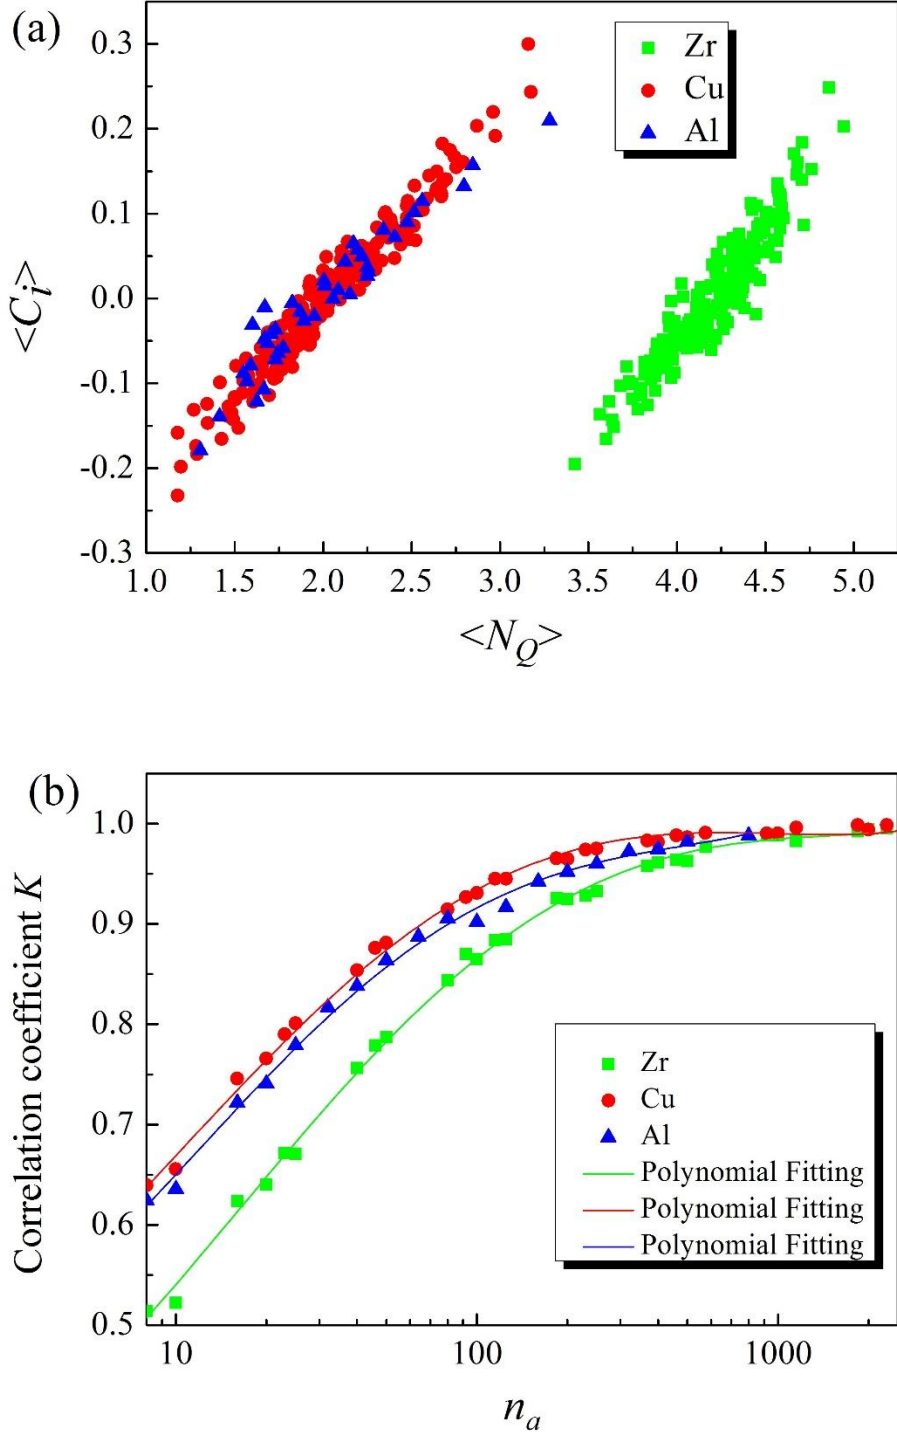 (a)
Zr
Cu
Al
0.3
0.2
0.1
0.0
-0.1
-0.2
-0.3
<C_i>
1.0 1.5 2.0 2.5 3.0 3.5 4.0 4.5 5.0
<N_Q>
(b)
1.0
0.9
0.8
0.7
0.6
0.5
Correlation coefficient K
Zr
Cu
Al
Polynomial Fitting
Polynomial Fitting
Polynomial Fitting
10 100 1000
n_a